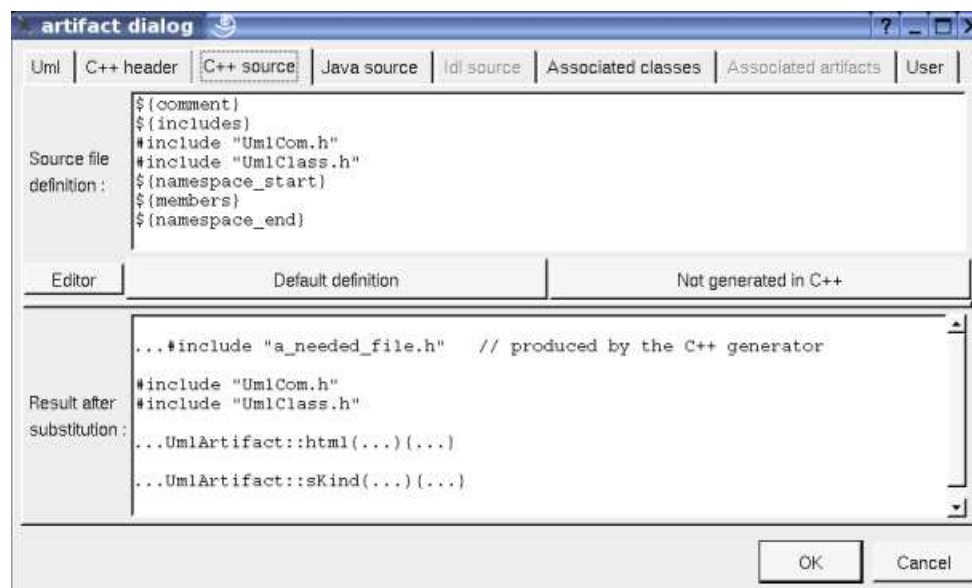 artifact dialog
Uml C++ header C++ source Java source Idl source Associated classes Associated artifacts User
Source file
definition :
${comment}
${includes}
#include "UmlCom.h"
#include "UmlClass.h"
${namespace_start}
${members}
${namespace_end}
Editor Default definition Not generated in C++
Result after
substitution :
...#include "a_needed_file.h" // produced by the C++ generator
#include "UmlCom.h"
#include "UmlClass.h"
...UmlArtifact::html(...){...}
...UmlArtifact::sKind(...){...}
OK Cancel